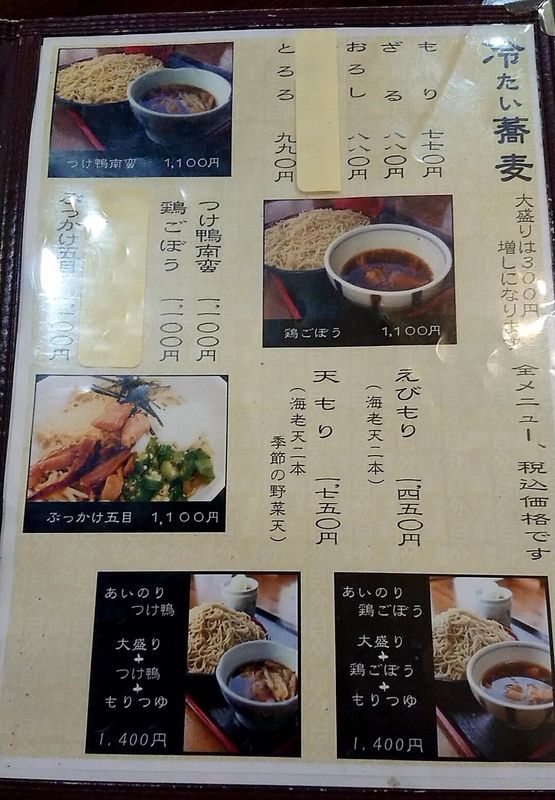 冷たい蕎麦
大盛りは300円
増しになります
全メニュー、税込価格です
もり 七七〇円
ざる 八八〇円
おろし 八八〇円
とろろ 九九〇円
つけ鴨南蛮 1,100円
鶏ごぼう 1,100円
つけ鴨南蛮 一、一〇〇円
鶏ごぼう 一、一〇〇円
ぶっかけ五目 一、一〇〇円
えびもり 一、四五〇円
(海老天二本)
天もり 一、七五〇円
(海老天二本
季節の野菜天)
ぶっかけ五目 1,100円
あいのり
鶏ごぼう
大盛り
+
鶏ごぼう
+
もりつゆ
1,400円
あいのり
つけ鴨
大盛り
+
つけ鴨
+
もりつゆ
1,400円